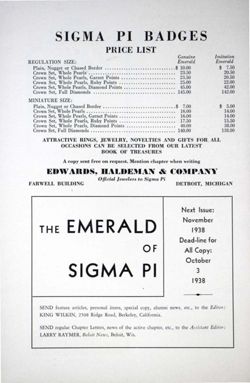 SIGMA PI BADGES
PRICE LIST
Genuine Emerald
Imitation Emerald
REGULATION SIZE:
Plain, Nugget or Chased Border $ 10.00 $ 7.50
Crown Set, Whole Pearls 23.50 20.50
Crown Set, Whole Pearls, Garnet Points 23.50 20.50
Crown Set, Whole Pearls, Ruby Points 25.00 22.00
Crown Set, Whole Pearls, Diamond Points 45.00 42.00
Crown Set, Full Diamonds 145.00 142.00
MINIATURE SIZE:
Plain, Nugget or Chased Border $ 7.00 $ 5.00
Crown Set, Whole Pearls 16.00 14.00
Crown Set, Whole Pearls, Garnet Points 16.00 14.00
Crown Set, Whole Pearls, Ruby Points 17.50 15.50
Crown Set, Whole Pearls, Diamond Points
Crown Set, Full Diamonds 140.00
ATTRACTIVE RINGS, JEWELRY, NOVELTIES AND GIFTS FOR ALL
OCCASIONS CAN BE SELECTED FROM OUR LATEST
BOOK OF TREASURES
A copy sent free on request. Mention chapter when writing
EDWARDS, HALDEMAN & COMPANY
Official Jewelers to Sigma Pi
FARWELL BUILDING DETROIT, MICHIGAN
THE EMERALD
OF
SIGMA PI
Next Issue:
November
1938
Dead-line for
All Copy:
October
3
1938
SEND feature articles, personal items, special copy, alumni news, etc., to the Editor:
KING WILKIN, 2508 Ridge Road, Berkeley, California.
SEND regular Chapter Letters, news of the active chapter, etc., to the Assistant Editor:
LARRY RAYMER, Beloit News, Beloit, Wis.